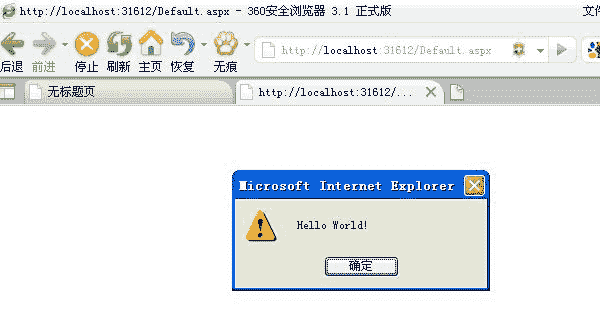 http://localhost:31612/Default.aspx - 360安全浏览器 3.1 正式版
文件
http://localhost:31612/Default.aspx
后退 前进 停止 刷新 主页 恢复 无痕
无标题页
http://localhost:31612/...
Microsoft Internet Explorer
Hello World!
确定